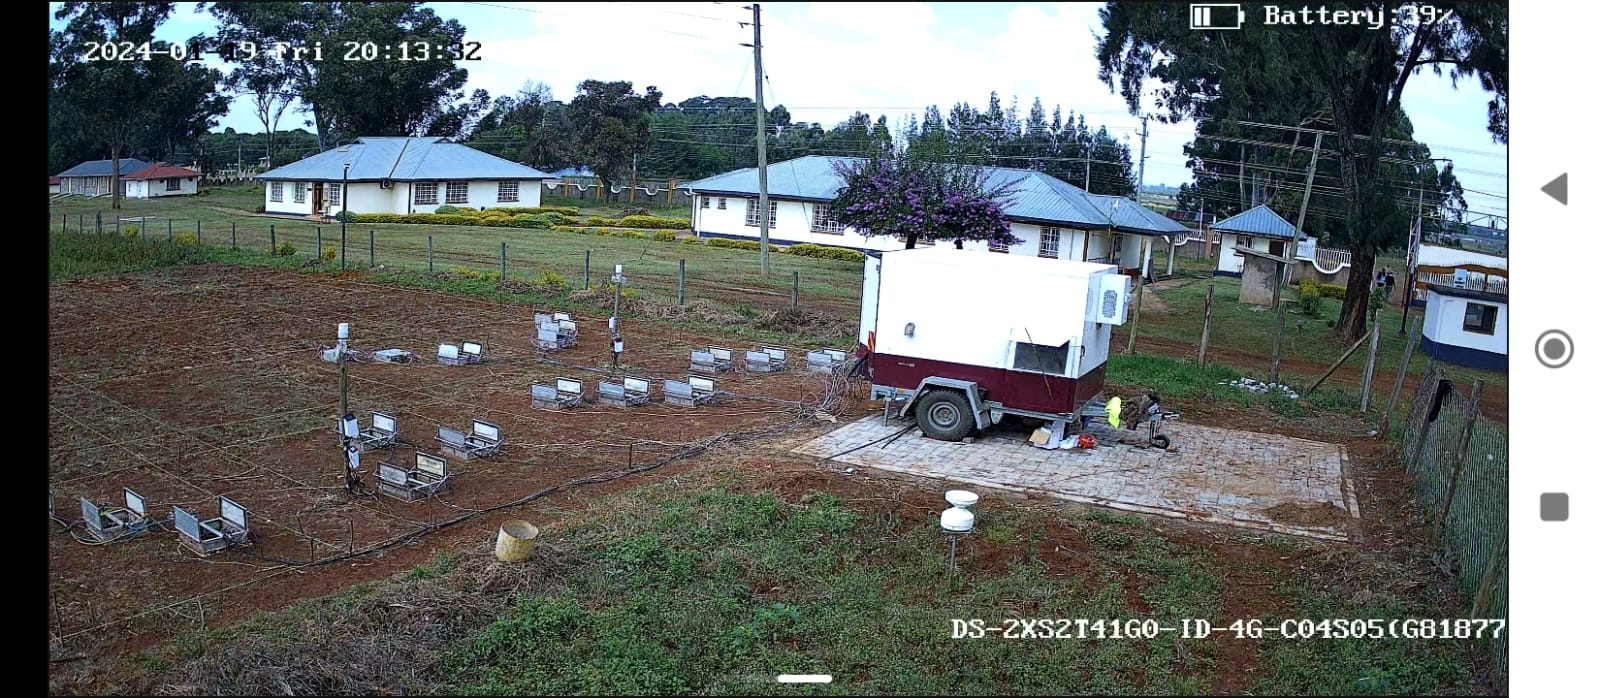 2024-01-19 Fri 20:13:32
Battery:39%
DS-2XS2T41G0-ID-4G-C04S05(G81877